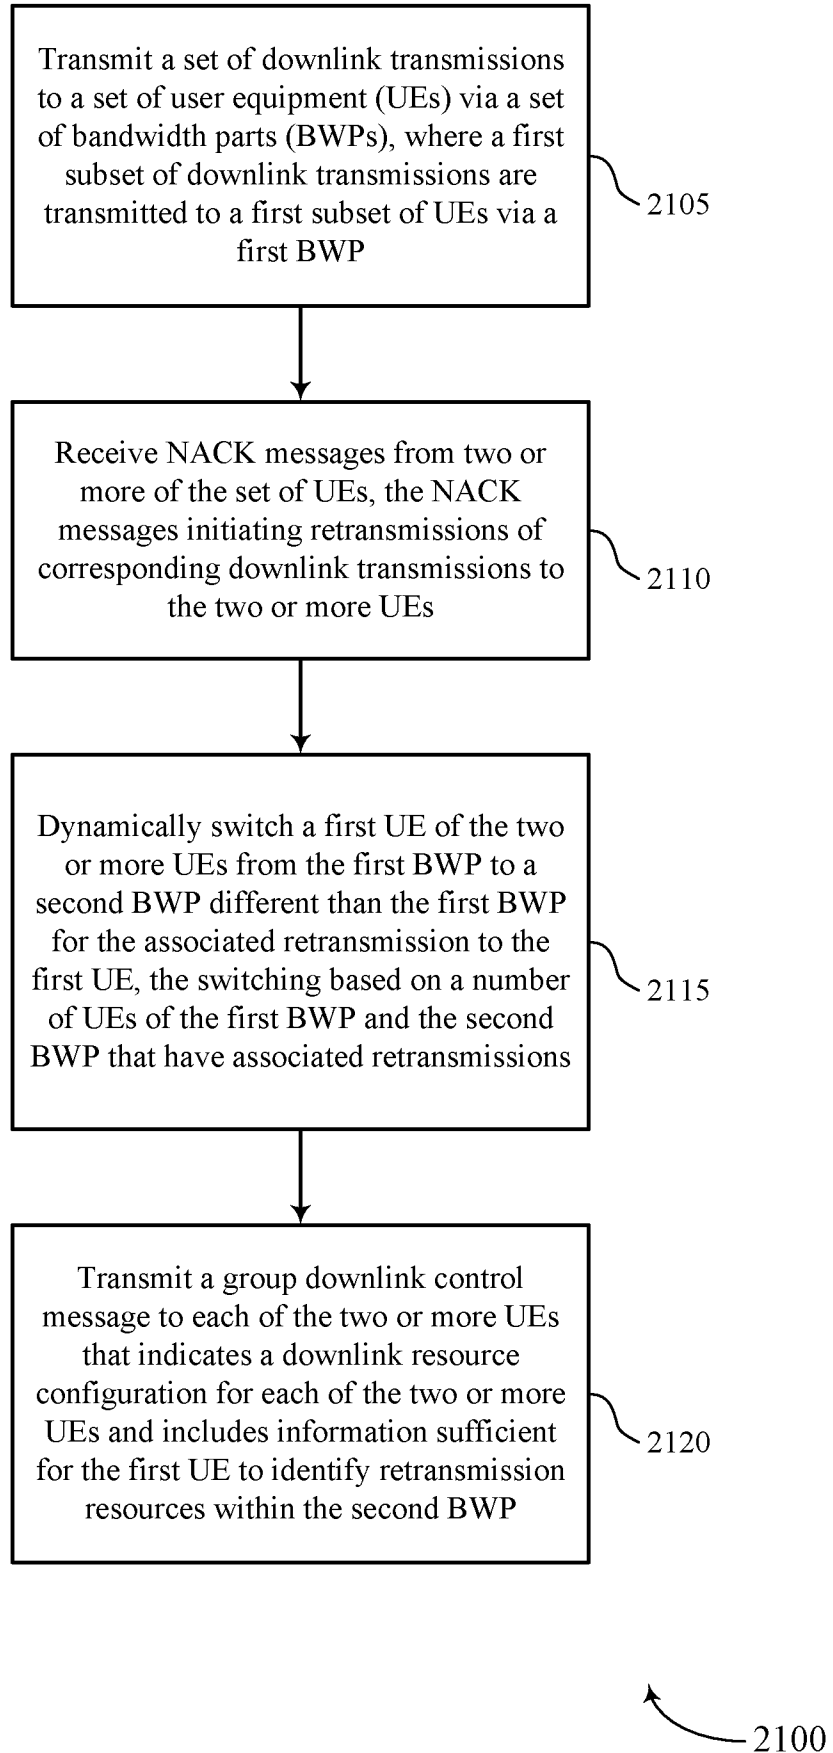 Transmit a set of downlink transmissions
to a set of user equipment (UEs) via a set
of bandwidth parts (BWPs), where a first
subset of downlink transmissions are
transmitted to a first subset of UEs via a
first BWP
2105
Receive NACK messages from two or
more of the set of UEs, the NACK
messages initiating retransmissions of
corresponding downlink transmissions to
the two or more UEs
2110
Dynamically switch a first UE of the two
or more UEs from the first BWP to a
second BWP different than the first BWP
for the associated retransmission to the
first UE, the switching based on a number
of UEs of the first BWP and the second
BWP that have associated retransmissions
2115
Transmit a group downlink control
message to each of the two or more UEs
that indicates a downlink resource
configuration for each of the two or more
UEs and includes information sufficient
for the first UE to identify retransmission
resources within the second BWP
2120
2100